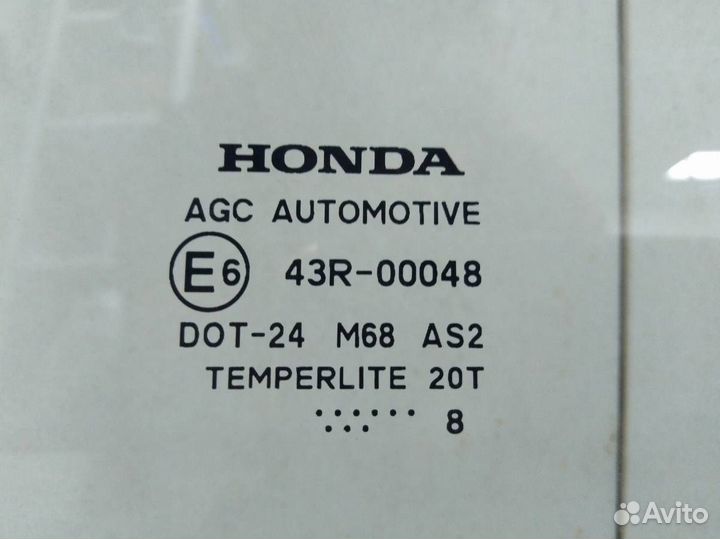 HONDA
AGC AUTOMOTIVE
E6 43R-00048
DOT-24 M68 AS2
TEMPERLITE 20T
8
Avito